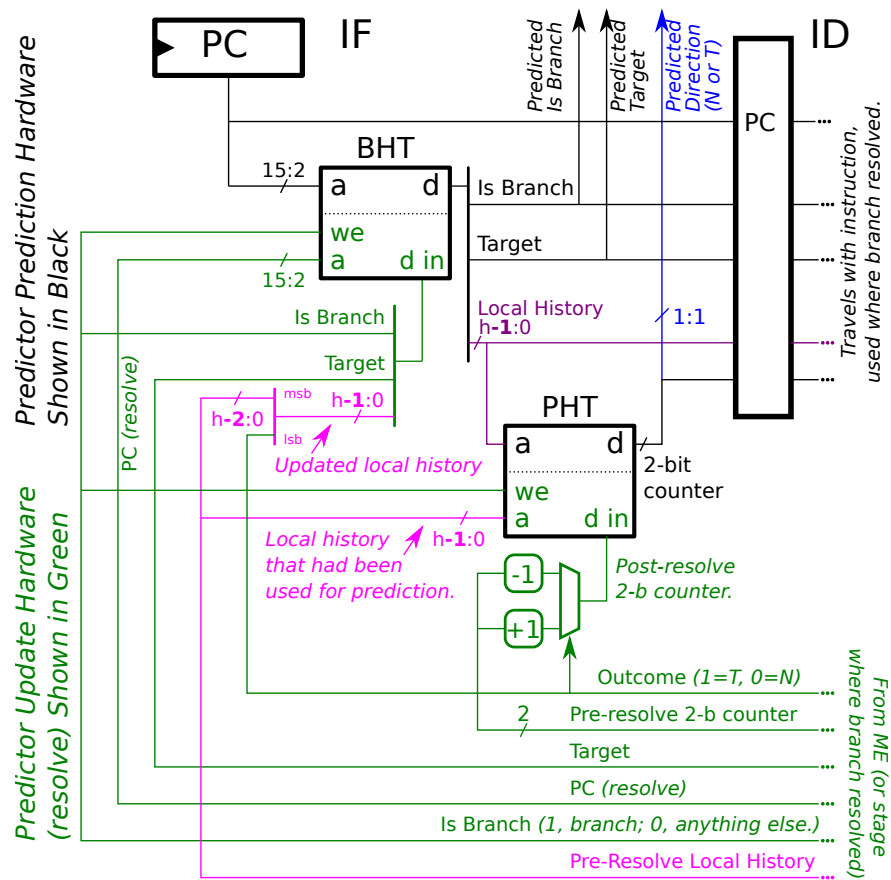 PC
IF
ID
Predicted
Is Branch
Predicted
Target
Predicted
Direction
(N or T)
Predictor Prediction Hardware
Shown in Black
BHT
PC
...
15:2
a
d
Is Branch
...
we
a
d in
15:2
Target
...
Travels with instruction,
used where branch resolved.
Local History
h-1:0
1:1
...
Is Branch
Target
...
PHT
msb
h-2:0
h-1:0
lsb
Updated local history
PC (resolve)
a
d
2-bit
counter
we
a
d in
Local history
that had been
used for prediction.
h-1:0
Predictor Update Hardware
(resolve) Shown in Green
-1
+1
Post-resolve
2-b counter.
Outcome (1=T, 0=N)
...
2
Pre-resolve 2-b counter
...
Target
...
PC (resolve)
...
Is Branch (1, branch; 0, anything else.)
...
Pre-Resolve Local History
...
From ME (or stage
where branch resolved)